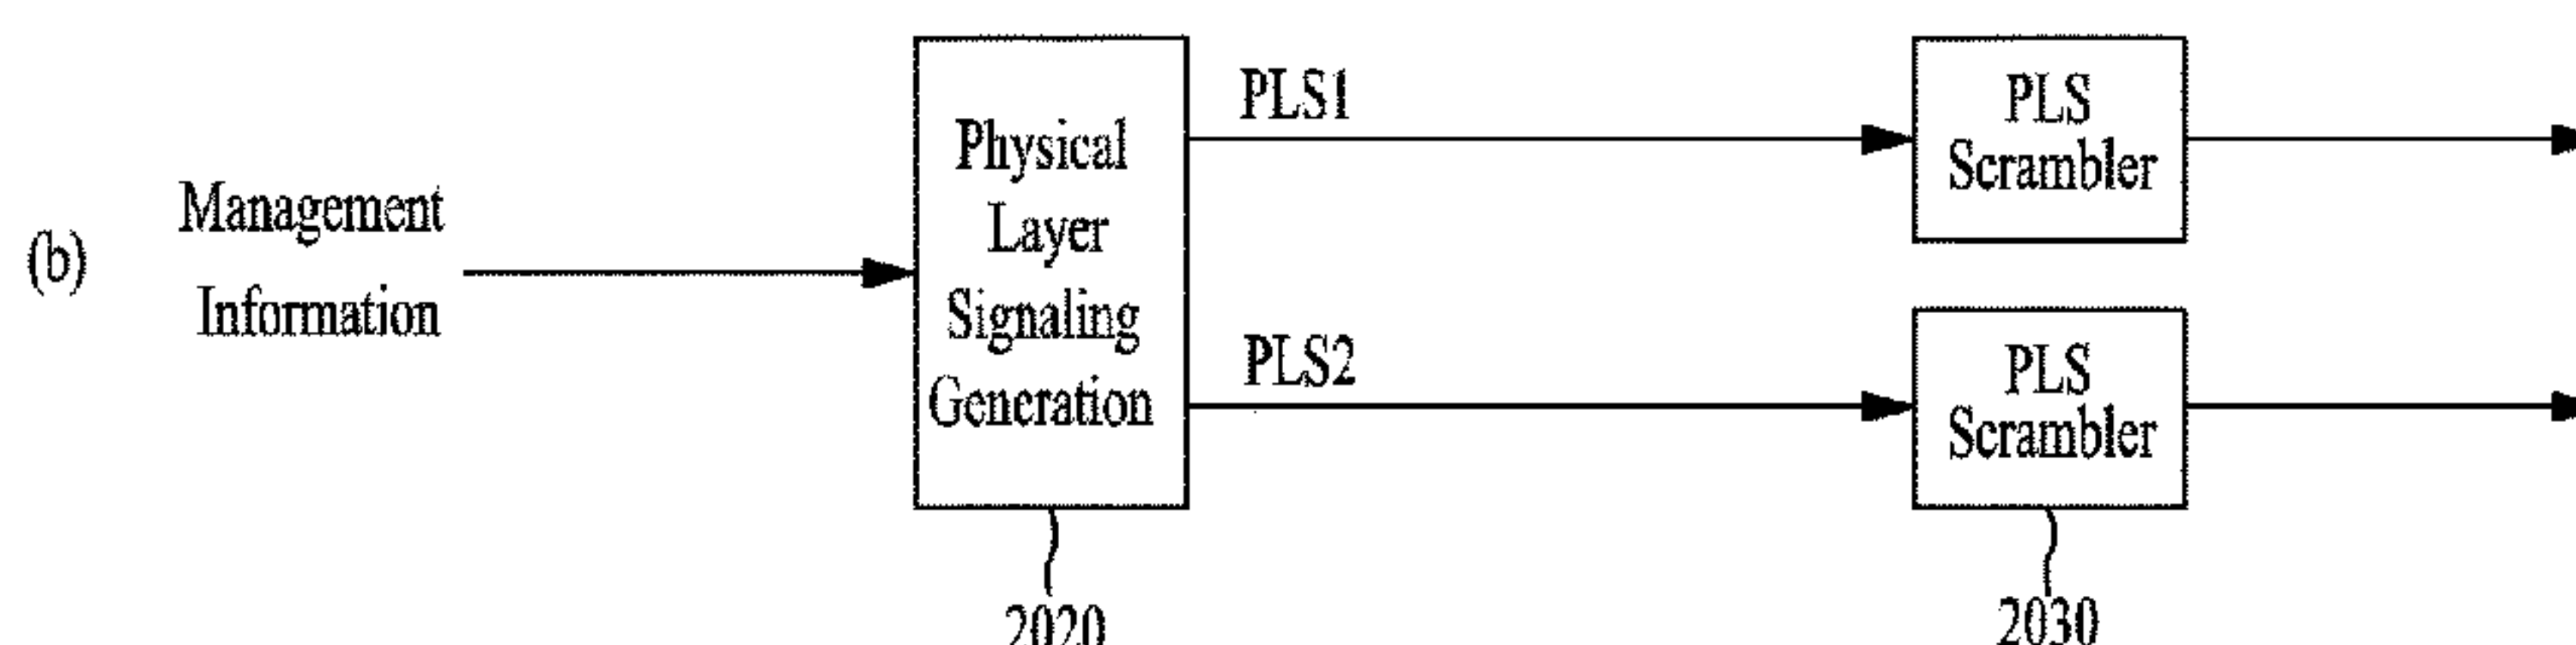 (b)
Management
Information
Physical
Layer
Signaling
Generation
2020
PLS1
PLS2
PLS
Scrambler
PLS
Scrambler
2030